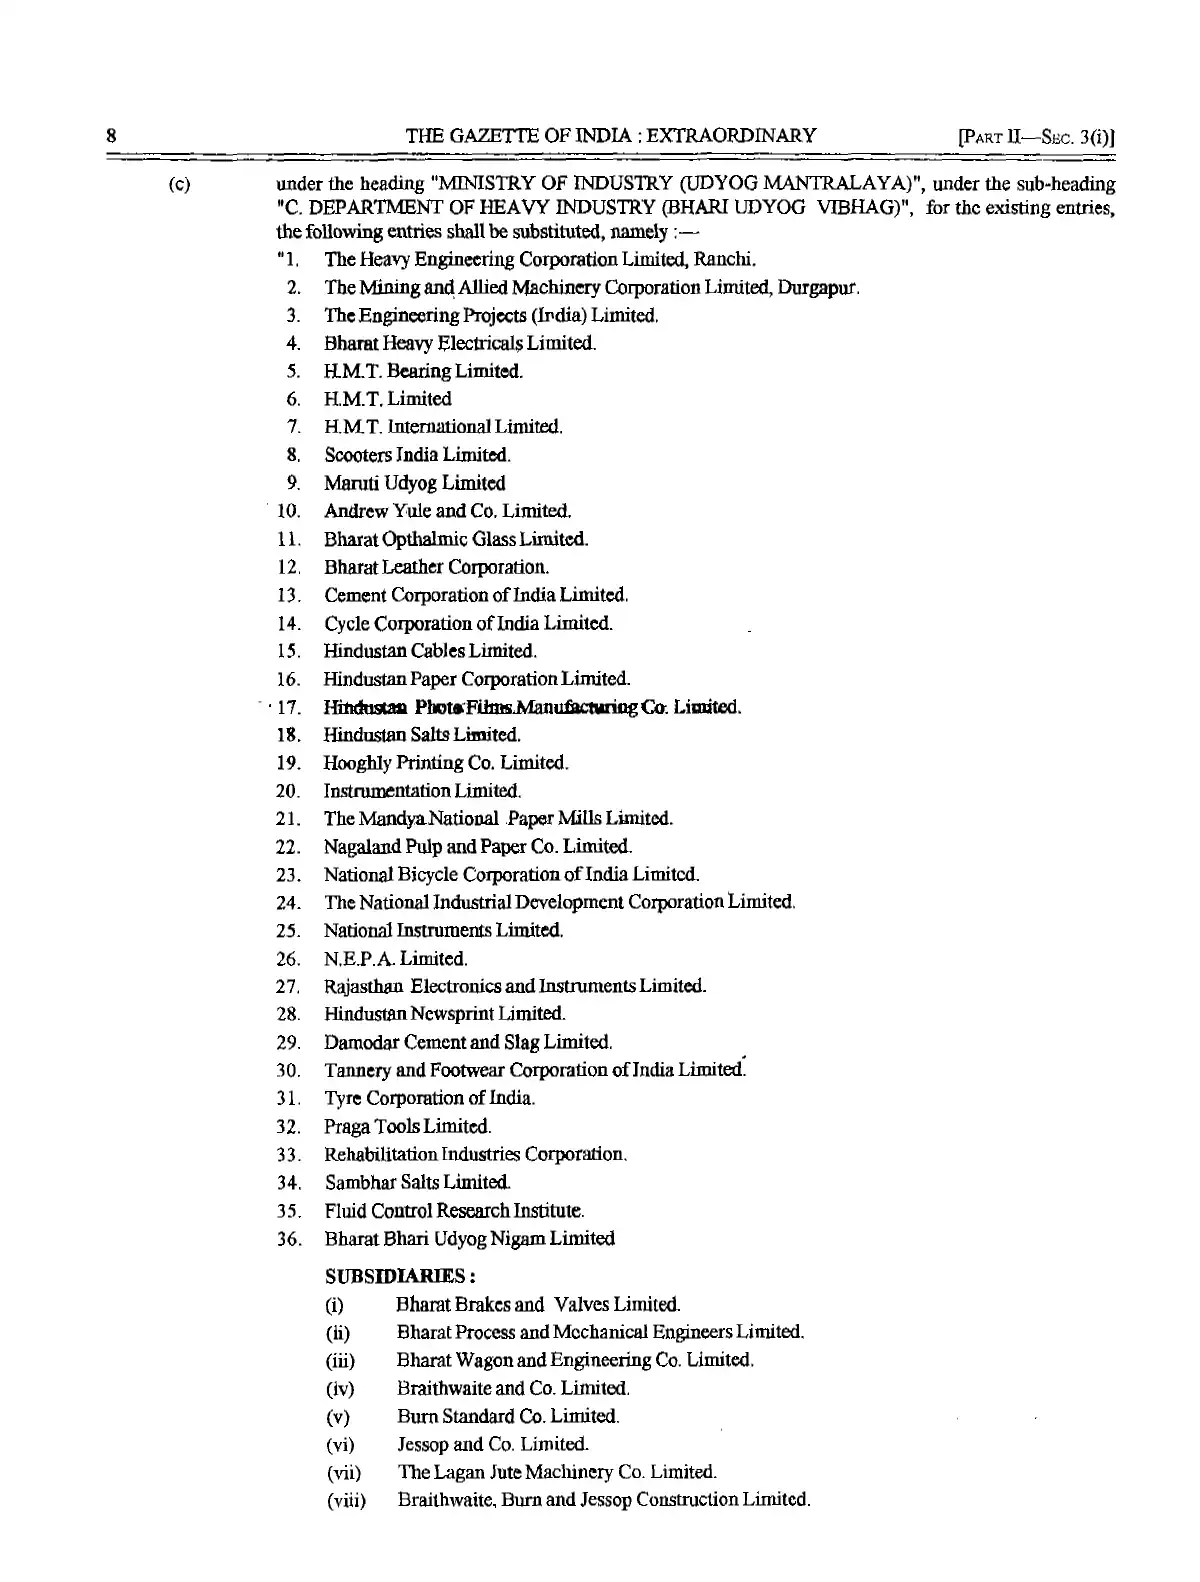 8 THE GAZETTE OF INDIA : EXTRAORDINARY [PART II—SEC. 3(i)]
(c) under the heading "MINISTRY OF INDUSTRY (UDYOG MANTRALAYA)", under the sub-heading
"C. DEPARTMENT OF HEAVY INDUSTRY (BHARI UDYOG VIBHAG)", for the existing entries,
the following entries shall be substituted, namely :—
"1. The Heavy Engineering Corporation Limited, Ranchi.
2. The Mining and Allied Machinery Corporation Limited, Durgapur.
3. The Engineering Projects (India) Limited.
4. Bharat Heavy Electricals Limited.
5. H.M.T. Bearing Limited.
6. H.M.T. Limited
7. H.M.T. International Limited.
8. Scooters India Limited.
9. Maruti Udyog Limited
10. Andrew Yule and Co. Limited.
11. Bharat Opthalmic Glass Limited.
12. Bharat Leather Corporation.
13. Cement Corporation of India Limited.
14. Cycle Corporation of India Limited.
15. Hindustan Cables Limited.
16. Hindustan Paper Corporation Limited.
17. Hindustan Photo Films Manufacturing Co. Limited.
18. Hindustan Salts Limited.
19. Hooghly Printing Co. Limited.
20. Instrumentation Limited.
21. The Mandya National Paper Mills Limited.
22. Nagaland Pulp and Paper Co. Limited.
23. National Bicycle Corporation of India Limited.
24. The National Industrial Development Corporation Limited.
25. National Instruments Limited.
26. N.E.P.A. Limited.
27. Rajasthan Electronics and Instruments Limited.
28. Hindustan Newsprint Limited.
29. Damodar Cement and Slag Limited.
30. Tannery and Footwear Corporation of India Limited.
31. Tyre Corporation of India.
32. Praga Tools Limited.
33. Rehabilitation Industries Corporation.
34. Sambhar Salts Limited.
35. Fluid Control Research Institute.
36. Bharat Bhari Udyog Nigam Limited
SUBSIDIARIES :
(i) Bharat Brakes and Valves Limited.
(ii) Bharat Process and Mechanical Engineers Limited.
(iii) Bharat Wagon and Engineering Co. Limited.
(iv) Braithwaite and Co. Limited.
(v) Burn Standard Co. Limited.
(vi) Jessop and Co. Limited.
(vii) The Lagan Jute Machinery Co. Limited.
(viii) Braithwaite, Burn and Jessop Construction Limited.